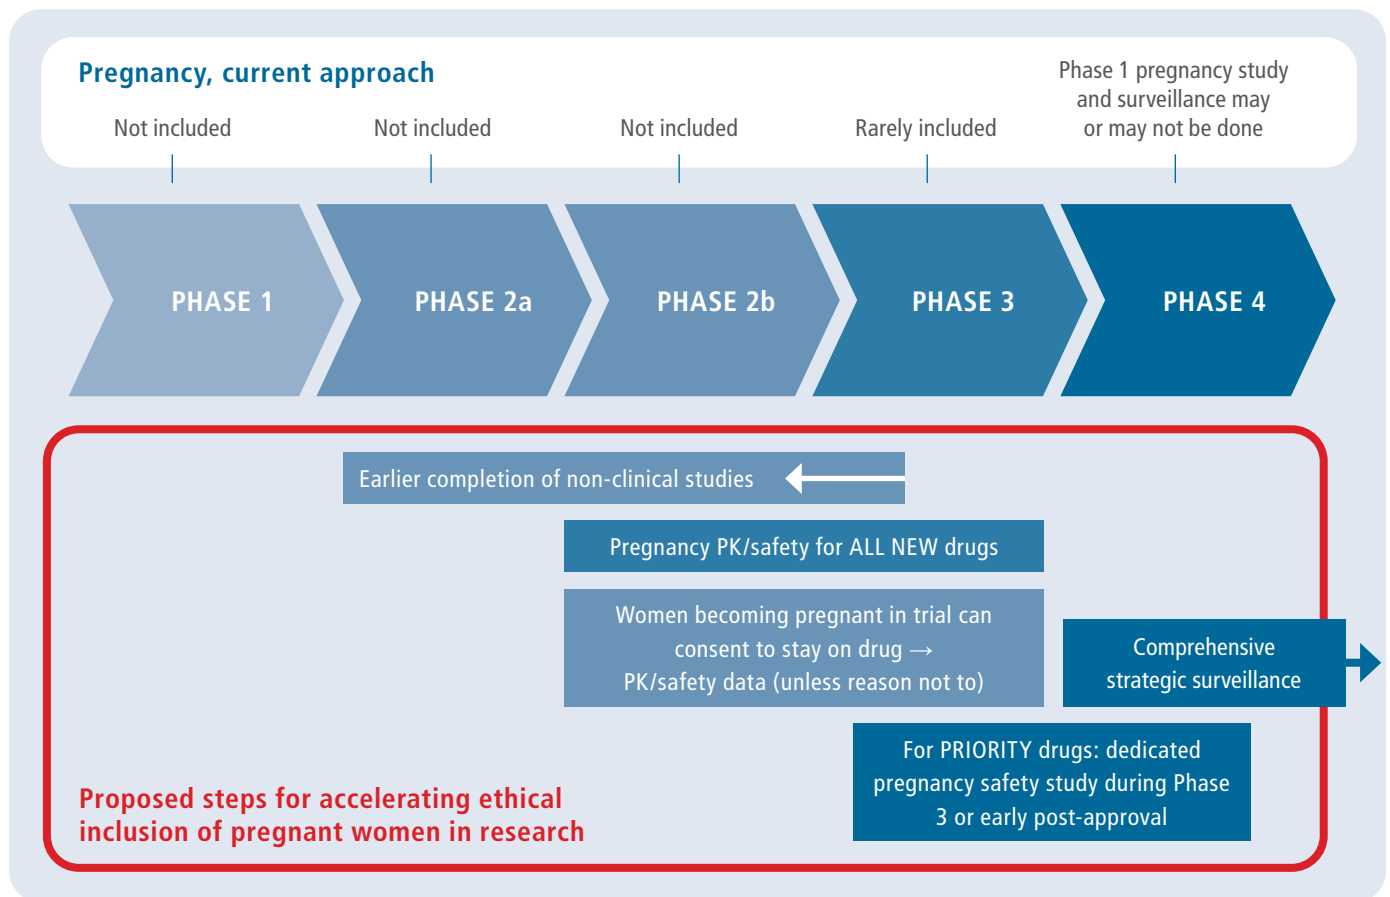 Pregnancy, current approach
Not included
Not included
Not included
Rarely included
Phase 1 pregnancy study
and surveillance may
or may not be done
PHASE 1
PHASE 2a
PHASE 2b
PHASE 3
PHASE 4
Earlier completion of non-clinical studies
Pregnancy PK/safety for ALL NEW drugs
Women becoming pregnant in trial can
consent to stay on drug →
PK/safety data (unless reason not to)
Comprehensive
strategic surveillance
For PRIORITY drugs: dedicated
pregnancy safety study during Phase
3 or early post-approval
Proposed steps for accelerating ethical
inclusion of pregnant women in research